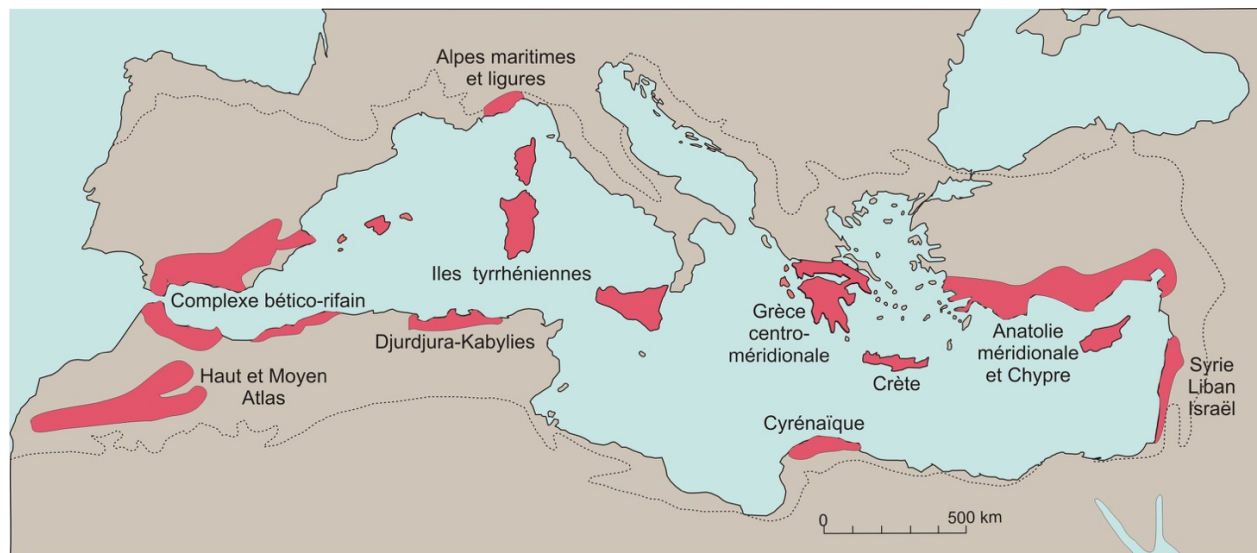 Alpes maritimes
et ligures
Iles tyrrhéniennes
Complexe bético-rifain
Djurdjura-Kabylies
Haut et Moyen
Atlas
Grèce
centro-
méridionale
Crète
Anatolie
méridionale
et Chypre
Syrie
Liban
Israël
Cyrénaïque
0
500 km